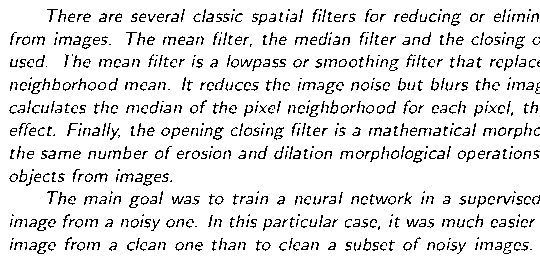 There are several classic spatial filters for reducing or elimin
from images. The mean filter, the median filter and the closing o
used. The mean filter is a lowpass or smoothing filter that replace
neighborhood mean. It reduces the image noise but blurs the imag
calculates the median of the pixel neighborhood for each pixel, th
effect. Finally, the opening closing filter is a mathematical morpho
the same number of erosion and dilation morphological operations
objects from images.
The main goal was to train a neural network in a supervised
image from a noisy one. In this particular case, it was much easier
image from a clean one than to clean a subset of noisy images.